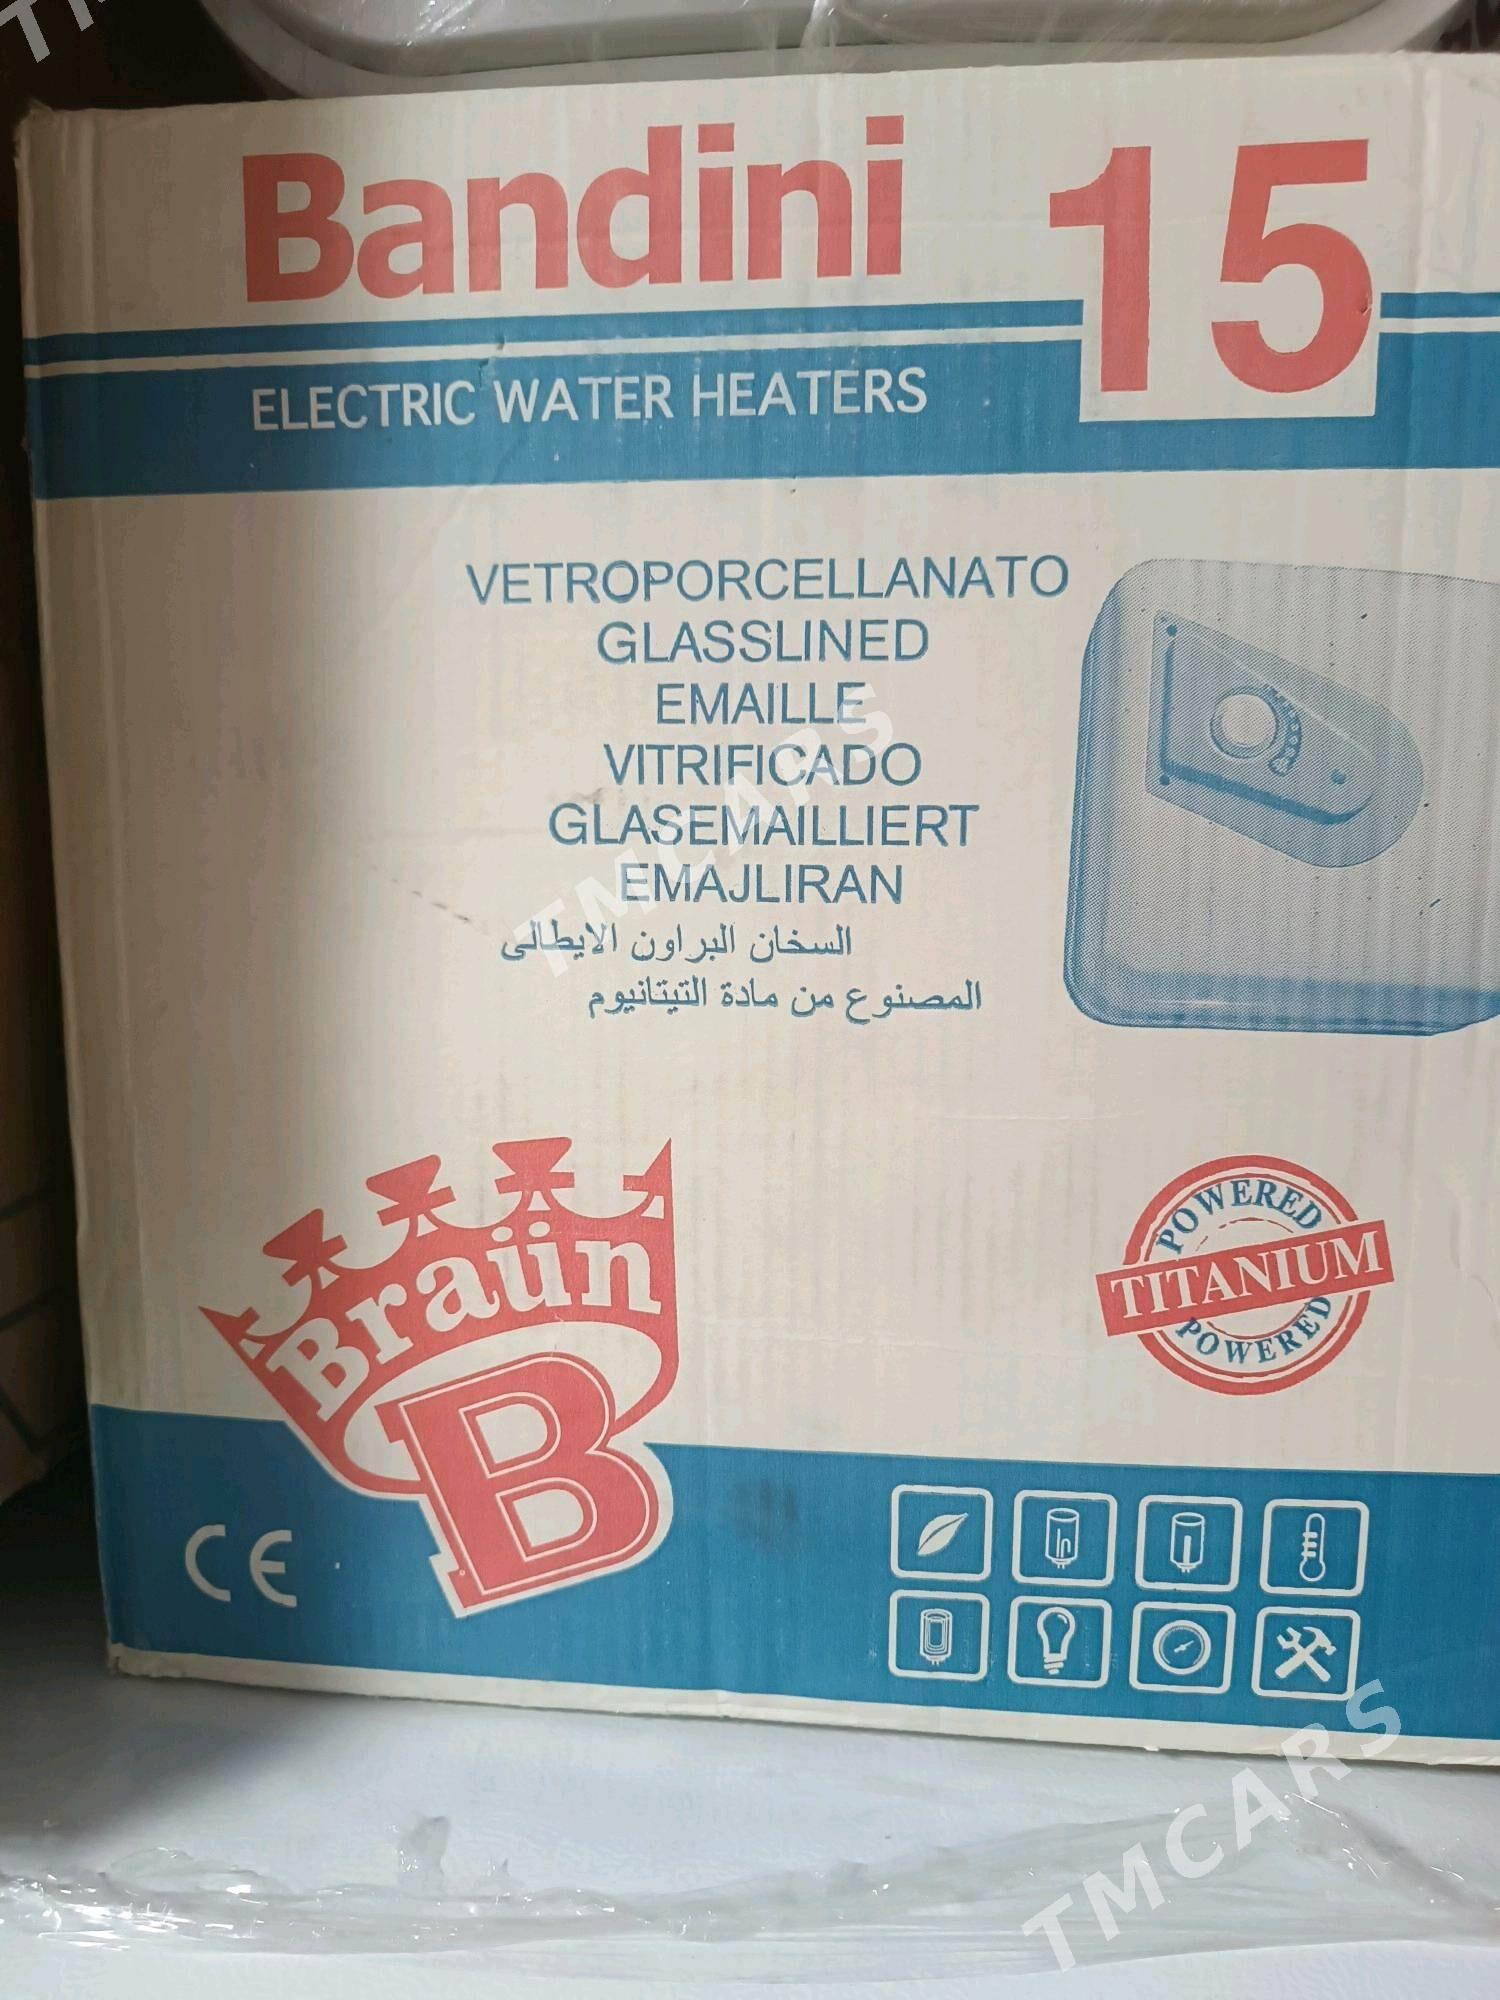 Bandini 15
ELECTRIC WATER HEATERS
VETROPORCELLANATO
GLASSLINED
EMAILLE
VITRIFICADO
GLASEMAILLIERT
EMAJLIRAN
السخان البراون الايطالى
المصنوع من مادة التيتانيوم
Braün
B
POWERED
TITANIUM
POWERED
CE
TMCARS
TMCARS